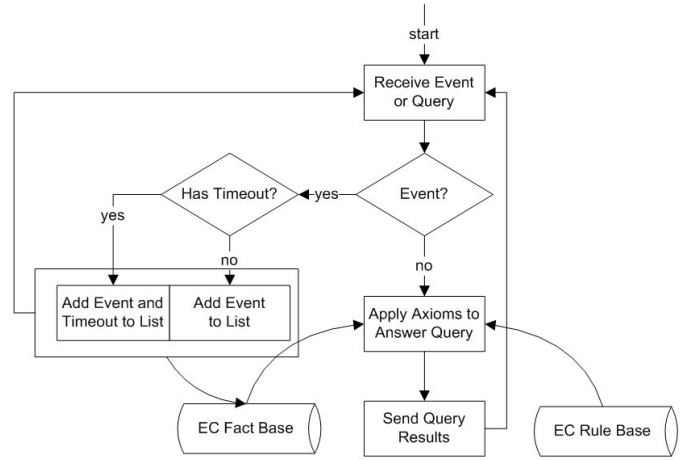 start
Receive Event
or Query
Has Timeout?
yes
Event?
yes
no
no
Add Event and
Timeout to List
Add Event
to List
Apply Axioms to
Answer Query
EC Fact Base
Send Query
Results
EC Rule Base